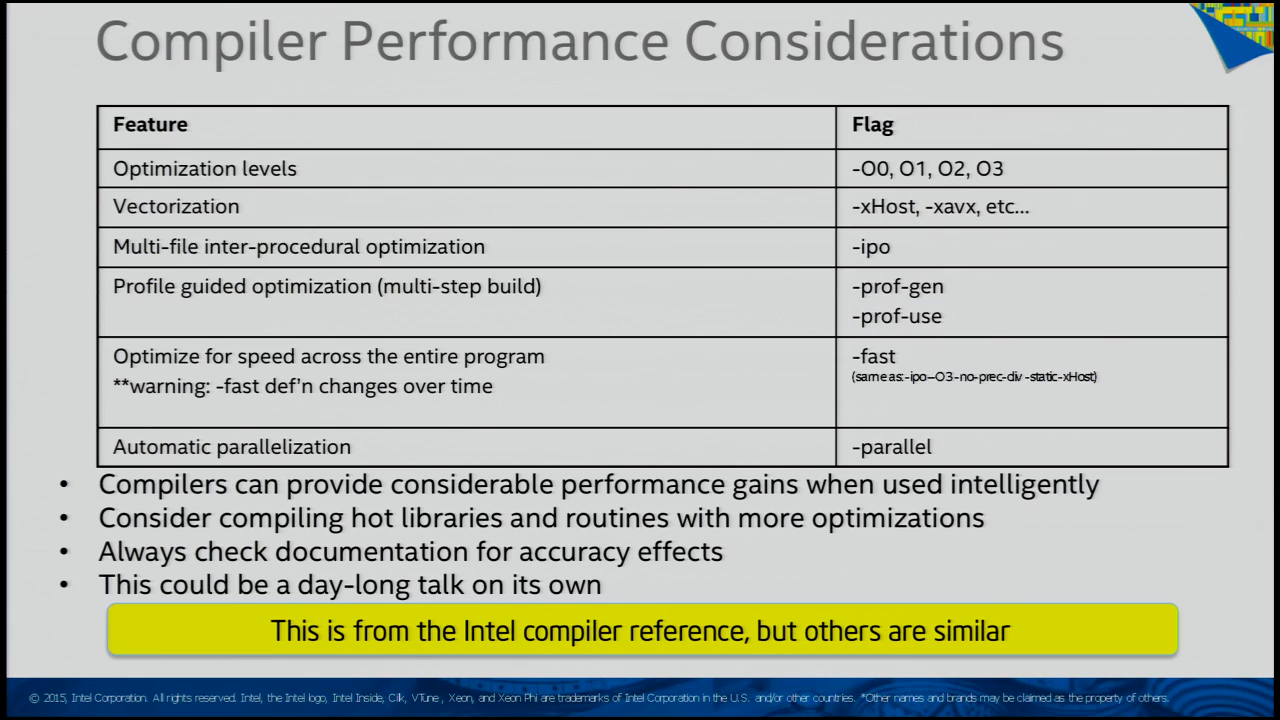 Compiler Performance Considerations
Feature Flag
Optimization levels -O0, O1, O2, O3
Vectorization -xHost, -xavx, etc...
Multi-file inter-procedural optimization -ipo
Profile guided optimization (multi-step build) -prof-gen
-prof-use
Optimize for speed across the entire program -fast
(same as:-ipo–O3-no-prec-div -static-xHost)
**warning: -fast def'n changes over time
Automatic parallelization -parallel
• Compilers can provide considerable performance gains when used intelligently
• Consider compiling hot libraries and routines with more optimizations
• Always check documentation for accuracy effects
• This could be a day-long talk on its own
This is from the Intel compiler reference, but others are similar
© 2015, Intel Corporation. All rights reserved. Intel, the Intel logo, Intel Inside, Cilk, VTune , Xeon, and Xeon Phi are trademarks of Intel Corporation in the U.S. and/or other countries. *Other names and brands may be claimed as the property of others.